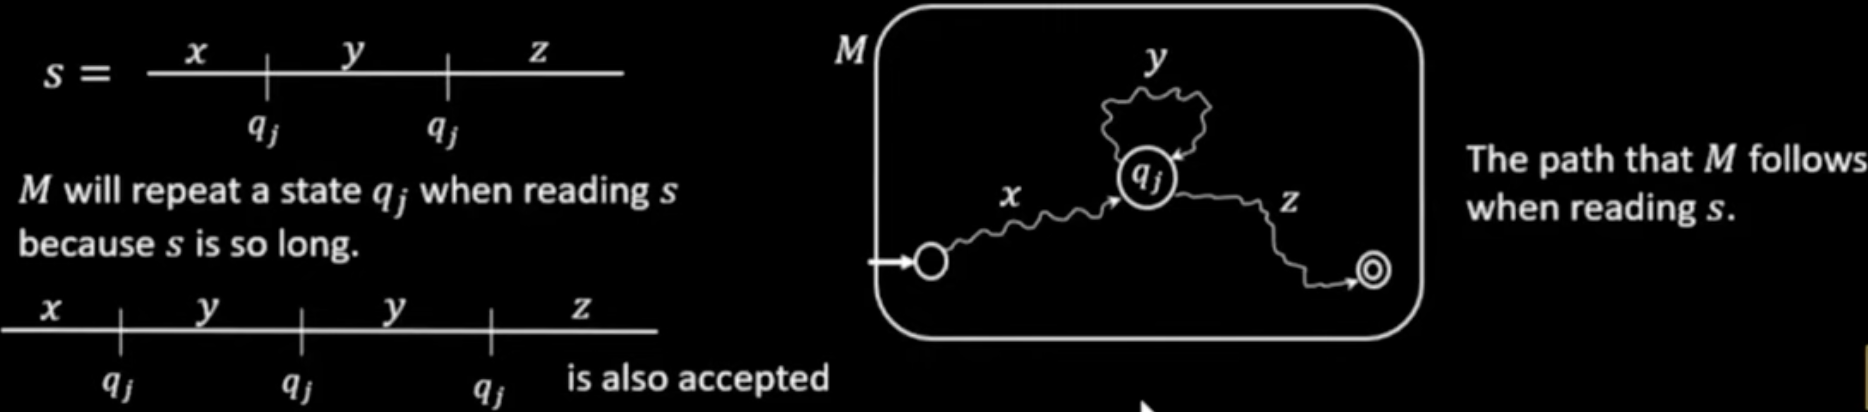 s = x y z
q_j q_j
M will repeat a state q_j when reading s
because s is so long.
x y y z
q_j q_j q_j is also accepted
M
y
q_j
x
z
The path that M follows
when reading s.